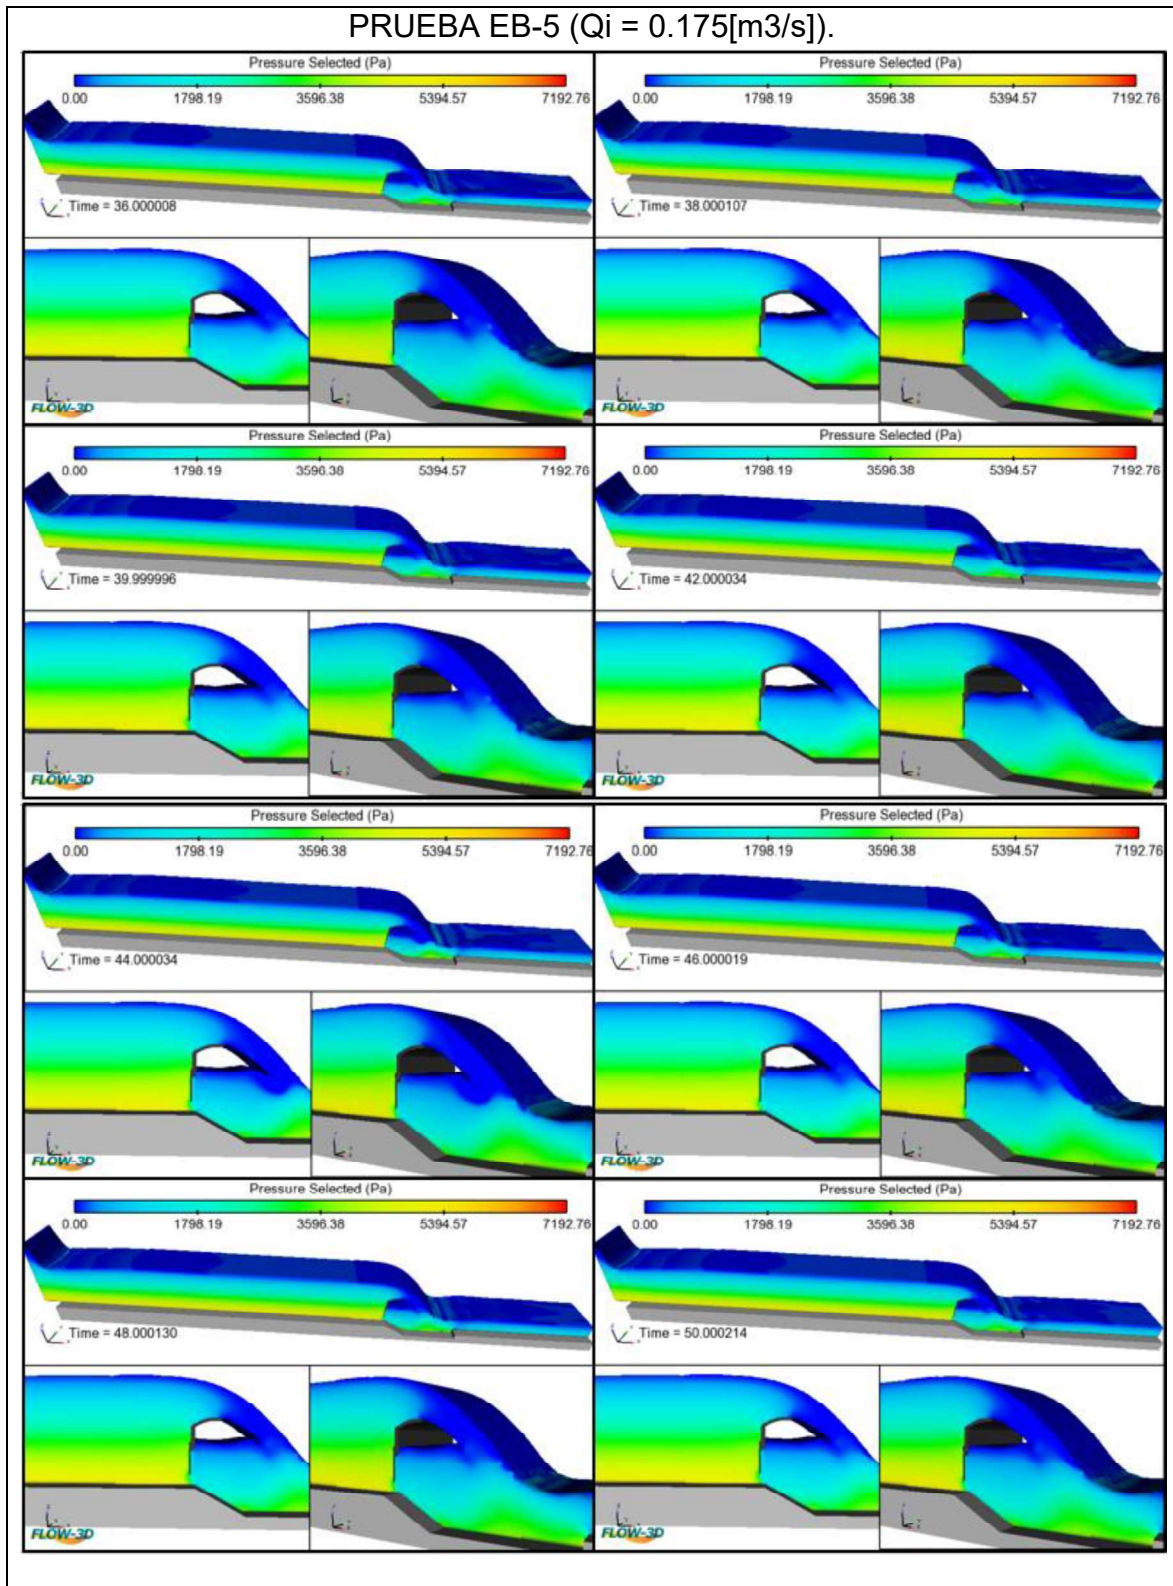 PRUEBA EB-5 (Qi = 0.175[m3/s]).
Pressure Selected (Pa)
0.00 1798.19 3596.38 5394.57 7192.76
Time = 36.000008
FLOW-3D
Pressure Selected (Pa)
0.00 1798.19 3596.38 5394.57 7192.76
Time = 38.000107
FLOW-3D
Pressure Selected (Pa)
0.00 1798.19 3596.38 5394.57 7192.76
Time = 39.999996
FLOW-3D
Pressure Selected (Pa)
0.00 1798.19 3596.38 5394.57 7192.76
Time = 42.000034
FLOW-3D
Pressure Selected (Pa)
0.00 1798.19 3596.38 5394.57 7192.76
Time = 44.000034
FLOW-3D
Pressure Selected (Pa)
0.00 1798.19 3596.38 5394.57 7192.76
Time = 46.000019
FLOW-3D
Pressure Selected (Pa)
0.00 1798.19 3596.38 5394.57 7192.76
Time = 48.000130
FLOW-3D
Pressure Selected (Pa)
0.00 1798.19 3596.38 5394.57 7192.76
Time = 50.000214
FLOW-3D